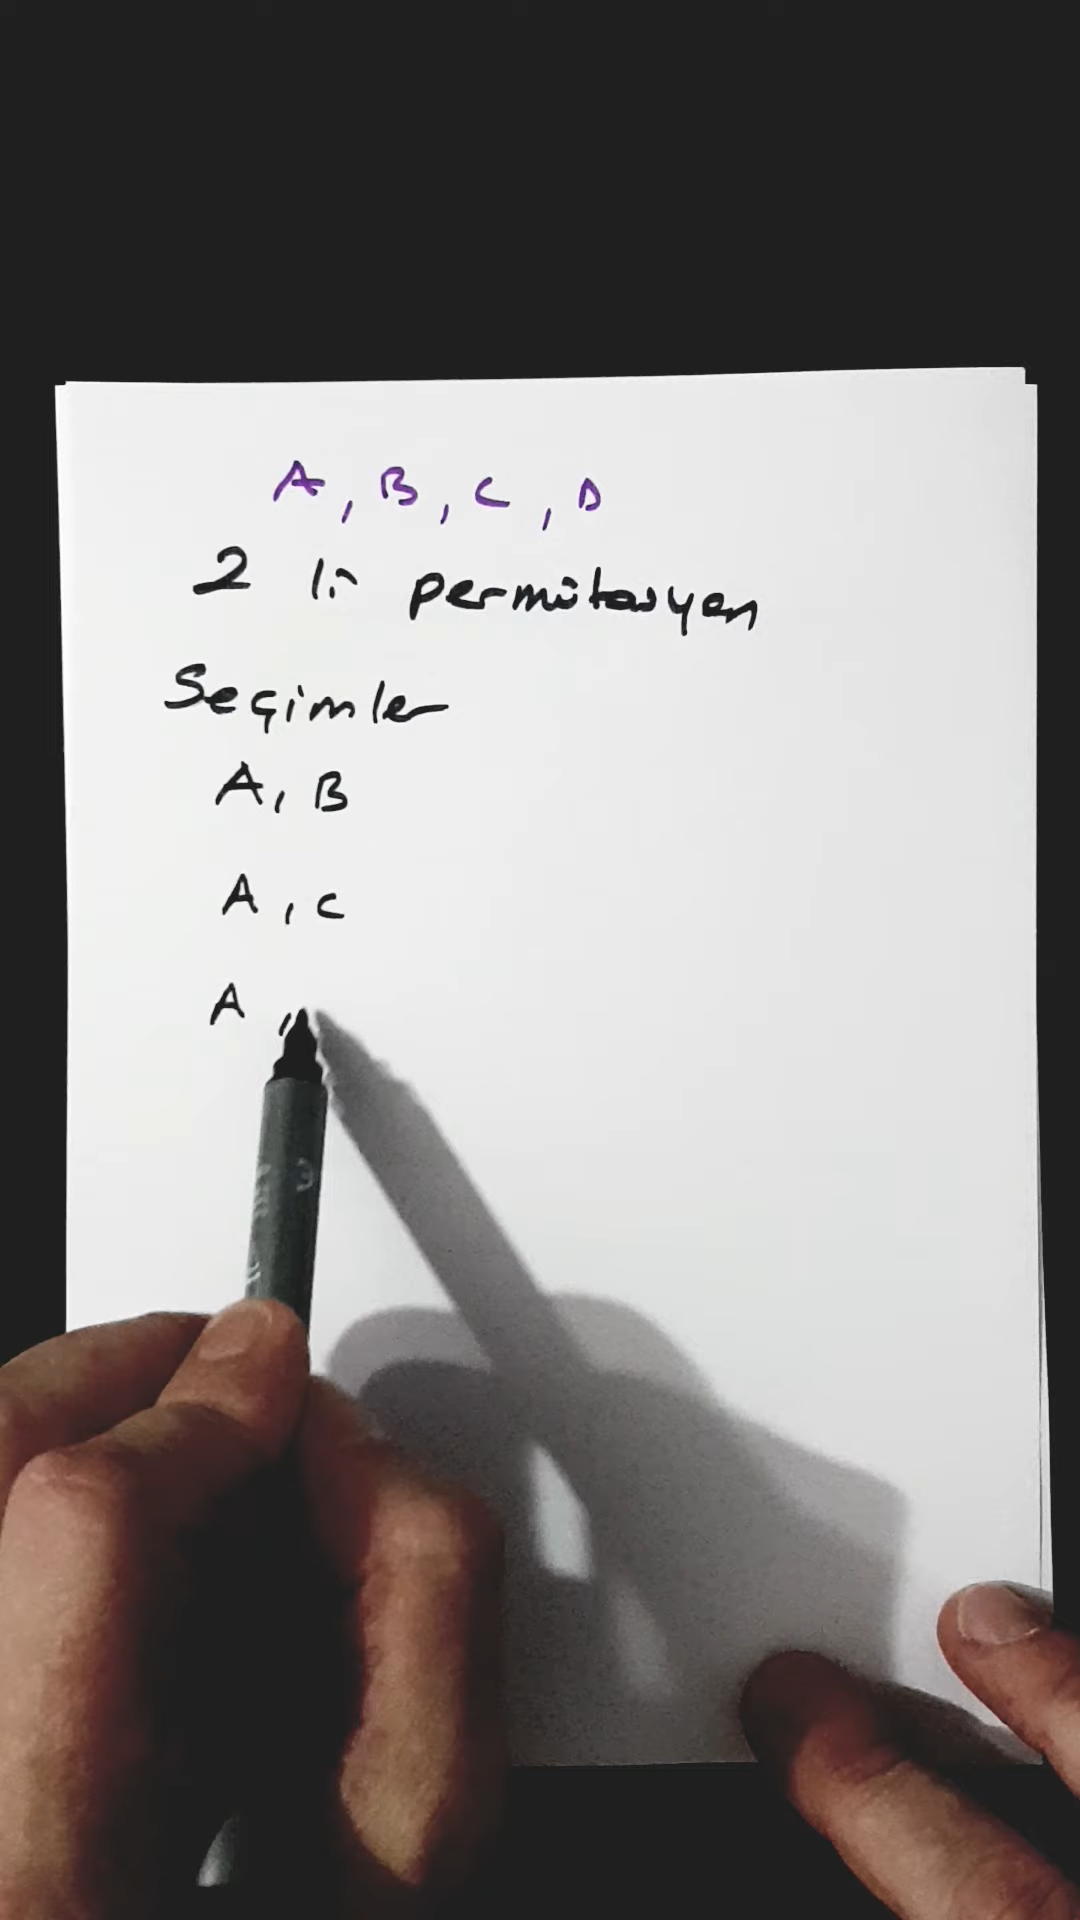 A, B, C, D
2 li permütasyon
Seçimler
A, B
A, C
A,